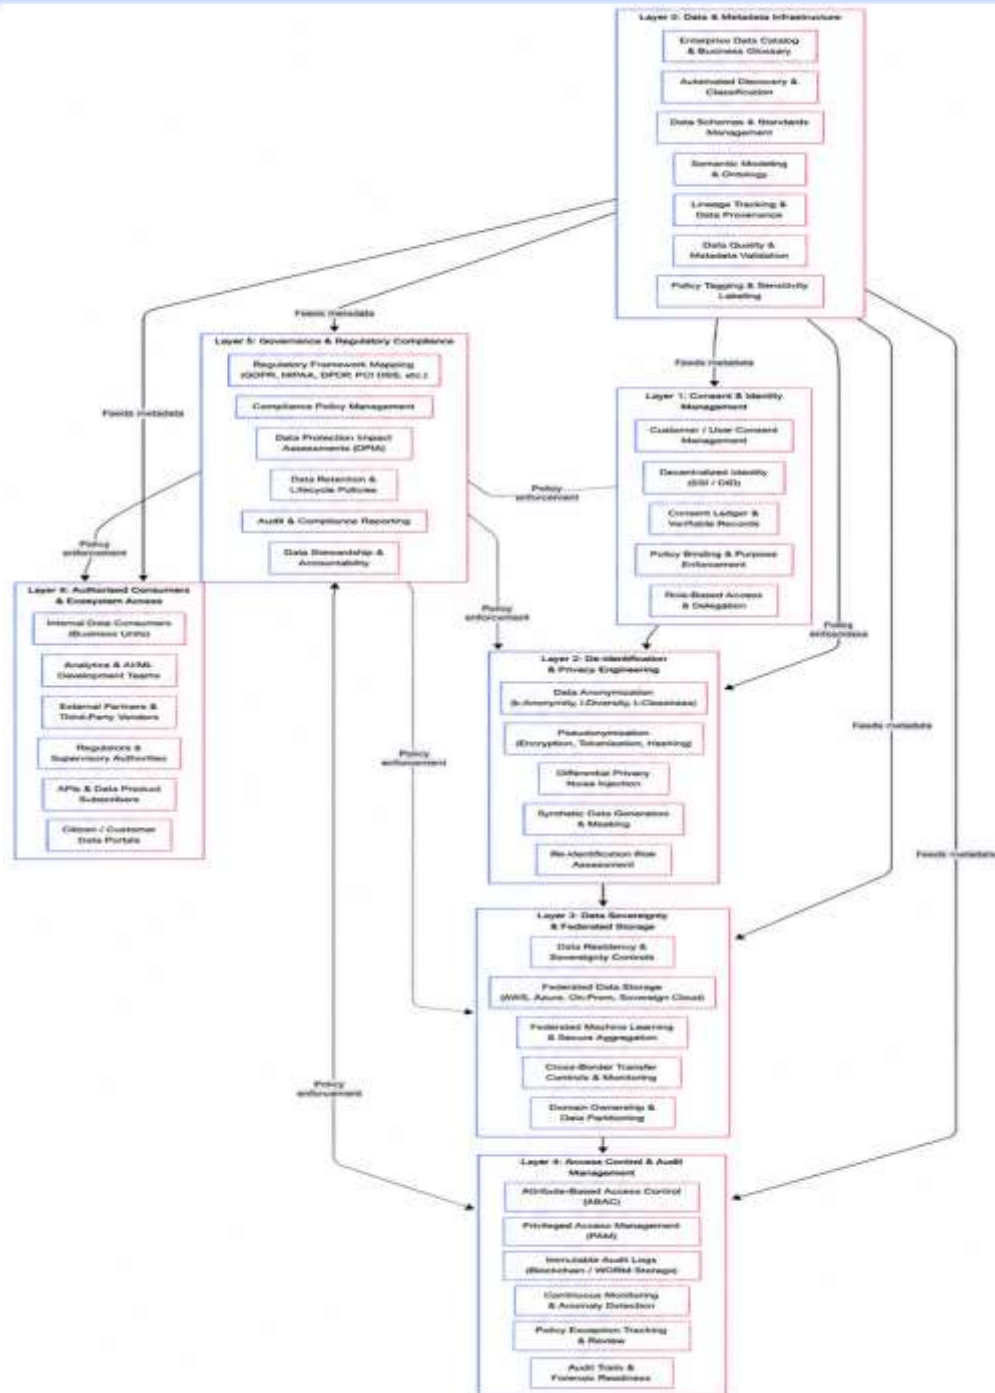 Layer 0: Data & Metadata Infrastructure
Enterprise Data Catalog
& Business Glossary
Automated Discovery &
Classification
Data Schemas & Standards
Management
Semantic Modeling
& Ontology
Lineage Tracking &
Data Provenance
Data Quality &
Metadata Validation
Policy Tagging & Sensitivity
Labeling
Feeds metadata
Layer 5: Governance & Regulatory Compliance
Regulatory Framework Mapping
(GDPR, HIPAA, DPDP, PCI DSS, etc.)
Compliance Policy Management
Data Protection Impact
Assessments (DPIA)
Data Retention &
Lifecycle Policies
Audit & Compliance Reporting
Data Stewardship &
Accountability
Feeds metadata
Layer 1: Consent & Identity
Management
Customer / User Consent
Management
Decentralized Identity
(SSI / DID)
Consent Ledger &
Verifiable Records
Policy Binding & Purpose
Enforcement
Role-Based Access
& Delegation
Feeds metadata
Policy
enforcement
Policy
enforcement
Layer 6: Authorized Consumers
& Ecosystem Access
Internal Data Consumers
(Business Units)
Analytics & AI/ML
Development Teams
External Partners &
Third-Party Vendors
Regulators &
Supervisory Authorities
APIs & Data Product
Subscribers
Citizen / Customer
Data Portals
Policy
enforcement
Policy
Layer 2: De-identification
& Privacy Engineering
Data Anonymization
(k-Anonymity, l-Diversity, t-Closeness)
Pseudonymization
(Encryption, Tokenization, Hashing)
Differential Privacy
Noise Injection
Synthetic Data Generation
& Masking
Re-identification Risk
Assessment
Feeds metadata
Policy
enforcement
Feeds metadata
Layer 3: Data Sovereignty
& Federated Storage
Data Residency &
Sovereignty Controls
Federated Data Storage
(AWS, Azure, On-Prem, Sovereign Cloud)
Federated Machine Learning
& Secure Aggregation
Cross-Border Transfer
Controls & Monitoring
Domain Ownership &
Data Partitioning
Policy
enforcement
Layer 4: Access Control & Audit
Management
Attribute-Based Access Control
(ABAC)
Privileged Access Management
(PAM)
Immutable Audit Logs
(Blockchain / WORM Storage)
Continuous Monitoring
& Anomaly Detection
Policy Exception Tracking
& Review
Audit Trails &
Forensic Readiness